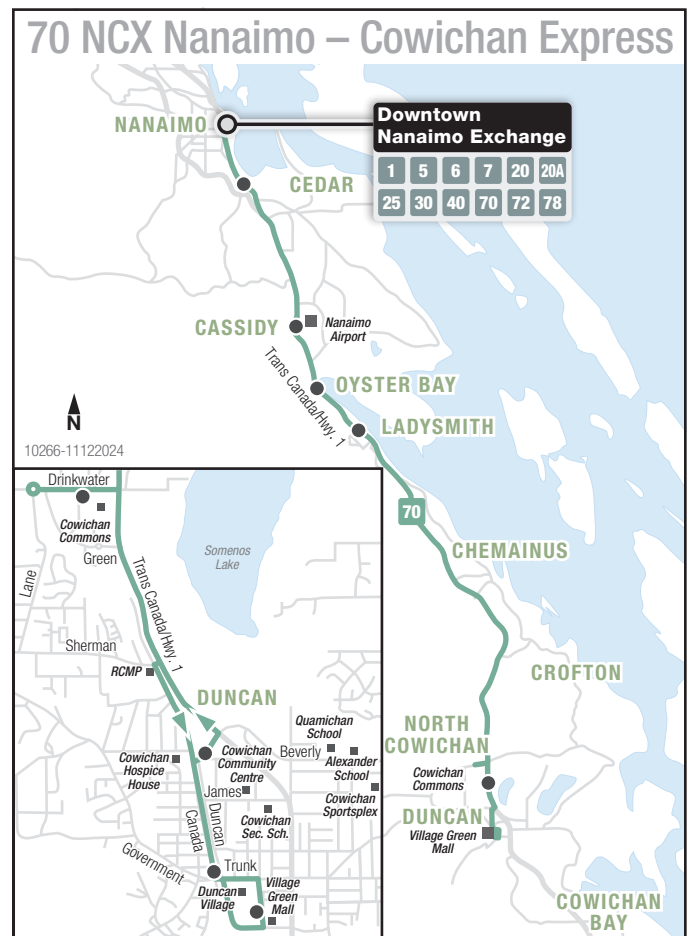 70 NCX Nanaimo – Cowichan Express
NANAIMO
Downtown
Nanaimo Exchange
1 5 6 7 20 20A
25 30 40 70 72 78
CEDAR
CASSIDY
Nanaimo
Airport
Trans Canada/Hwy. 1
OYSTER BAY
LADYSMITH
N
10266-11122024
70
CHEMAINUS
CROFTON
NORTH
COWICHAN
Cowichan
Commons
DUNCAN
Village Green
Mall
COWICHAN
BAY
Drinkwater
Cowichan
Commons
Green
Lane
Trans Canada/Hwy. 1
Somenos
Lake
Sherman
RCMP
DUNCAN
Quamichan
School
Beverly
Alexander
School
Cowichan
Sportsplex
Cowichan
Hospice
House
Cowichan
Community
Centre
James
Cowichan
Sec. Sch.
Canada
Duncan
Government
Trunk
Duncan
Village
Village
Green
Mall